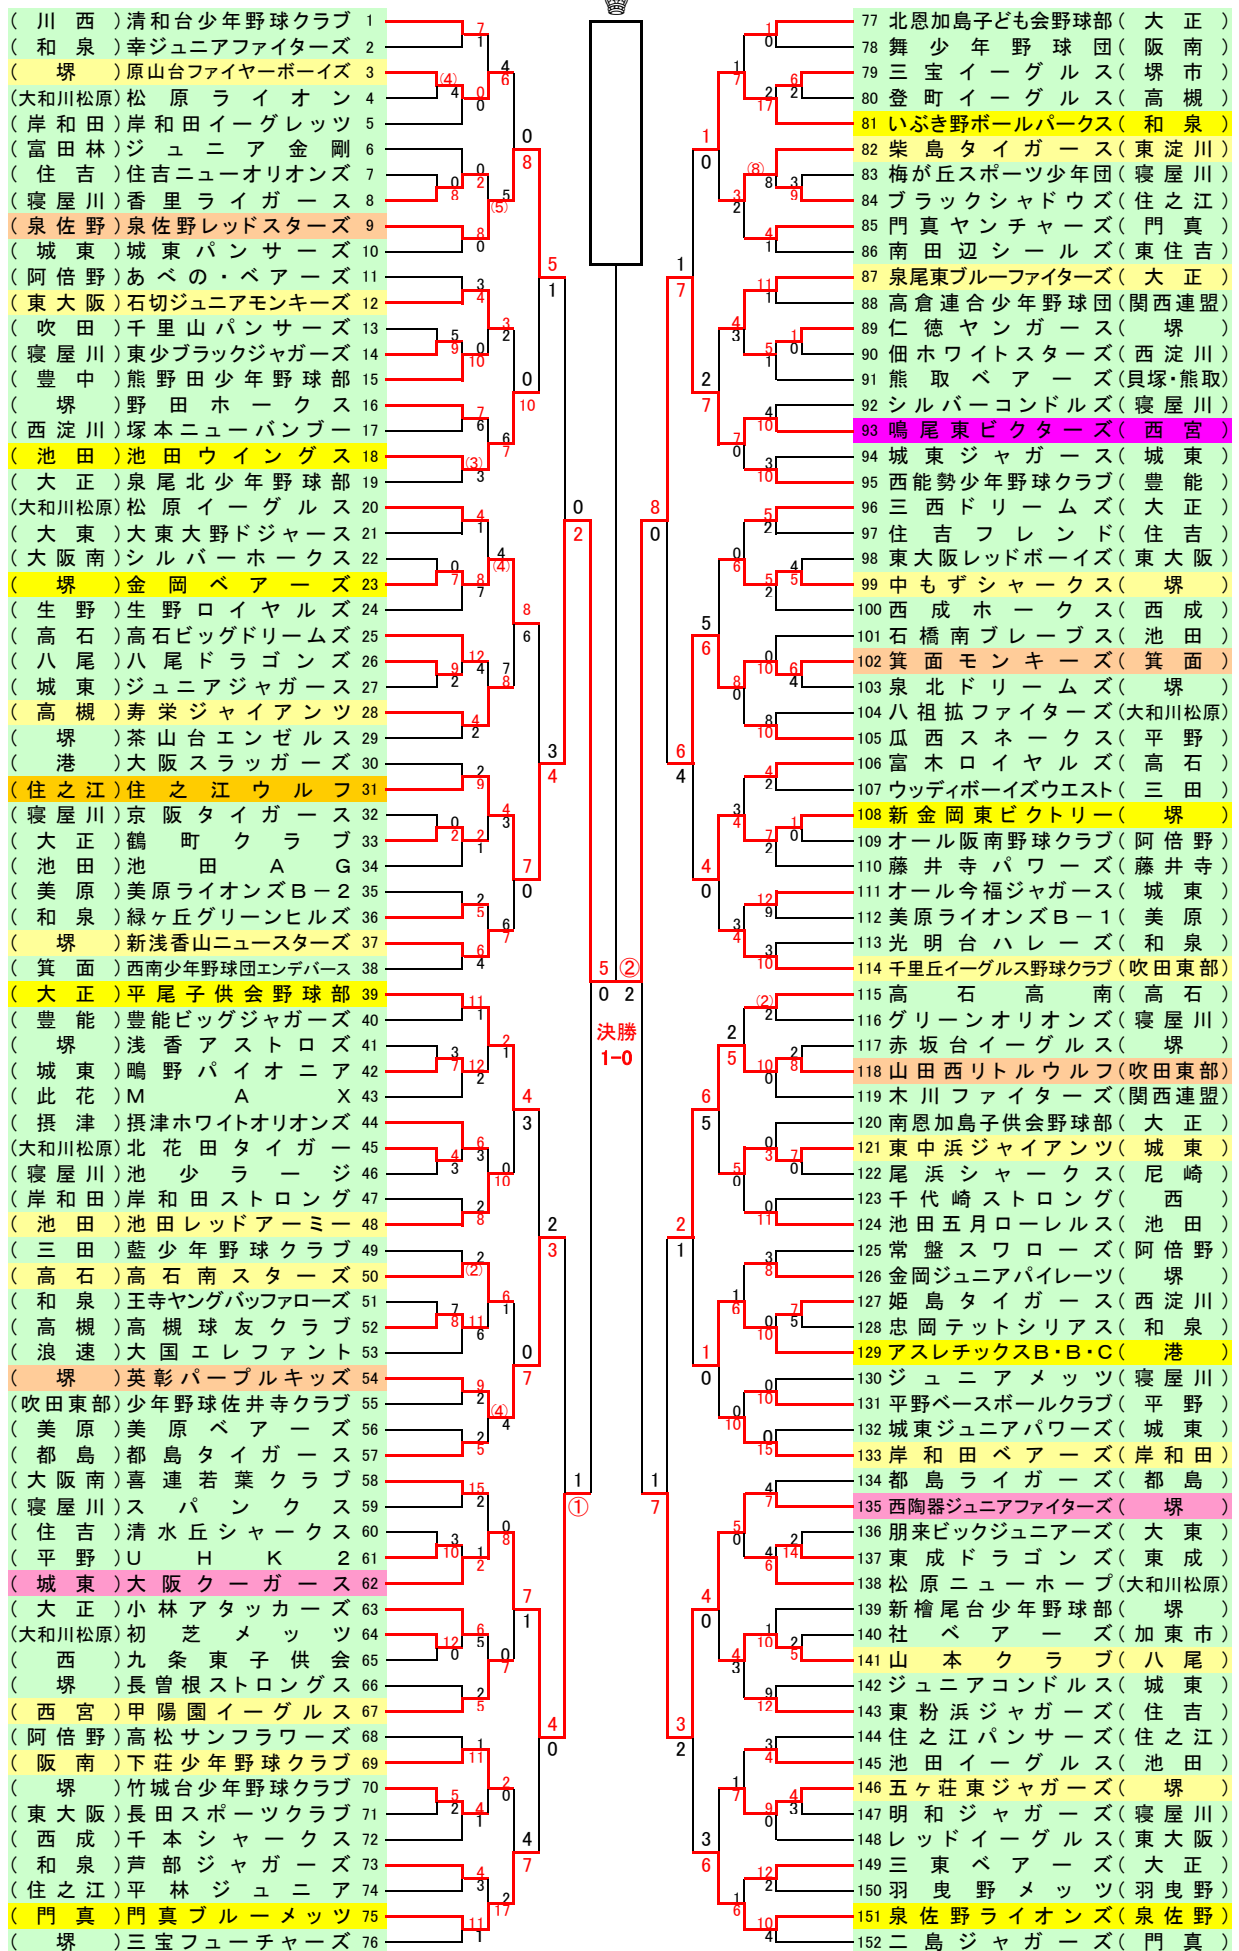 (川西)清和台少年野球クラブ 1
(和泉)幸ジュニアファイターズ 2
(堺)原山台ファイヤーボーイズ 3
(大和川松原)松原ライオン 4
(岸和田)岸和田イーグレッツ 5
(富田林)ジュニア金剛 6
(住吉)住吉ニューオリオンズ 7
(寝屋川)香里ライガース 8
(泉佐野)泉佐野レッドスターズ 9
(城東)城東パンサーズ 10
(阿倍野)あべの・ベアーズ 11
(東大阪)石切ジュニアモンキーズ 12
(吹田)千里山パンサーズ 13
(寝屋川)東少ブラックジャガーズ 14
(豊中)熊野田少年野球部 15
(堺)野田ホークス 16
(西淀川)塚本ニューバンブー 17
(池田)池田ウイングス 18
(大正)泉尾北少年野球部 19
(大和川松原)松原イーグルス 20
(大東)大東大野ドジャース 21
(大阪南)シルバーホークス 22
(堺)金岡ベアーズ 23
(生野)生野ロイヤルズ 24
(高石)高石ビッグドリームズ 25
(八尾)八尾ドラゴンズ 26
(城東)ジュニアジャガース 27
(高槻)寿栄ジャイアンツ 28
(堺)茶山台エンゼルス 29
(港)大阪スラッガーズ 30
(住之江)住之江ウルフ 31
(寝屋川)京阪タイガース 32
(大正)鶴町クラブ 33
(池田)池田AG 34
(美原)美原ライオンズB-2 35
(和泉)緑ヶ丘グリーンヒルズ 36
(堺)新浅香山ニュースターズ 37
(箕面)西南少年野球団エンデバース 38
(大正)平尾子供会野球部 39
(豊能)豊能ビッグジャガーズ 40
(堺)浅香アストロズ 41
(城東)鴫野パイオニア 42
(此花)MAX 43
(摂津)摂津ホワイトオリオンズ 44
(大和川松原)北花田タイガー 45
(寝屋川)池少ラージ 46
(岸和田)岸和田ストロング 47
(池田)池田レッドアーミー 48
(三田)藍少年野球クラブ 49
(高石)高石南スターズ 50
(和泉)王寺ヤングバッファローズ 51
(高槻)高槻球友クラブ 52
(浪速)大国エレファント 53
(堺)英彰パープルキッズ 54
(吹田東部)少年野球佐井寺クラブ 55
(美原)美原ベアーズ 56
(都島)都島タイガース 57
(大阪南)喜連若葉クラブ 58
(寝屋川)スパンクス 59
(住吉)清水丘シャークス 60
(平野)UHK2 61
(城東)大阪クーガース 62
(大正)小林アタッカーズ 63
(大和川松原)初芝メッツ 64
(西)九条東子供会 65
(堺)長曽根ストロングス 66
(西宮)甲陽園イーグルス 67
(阿倍野)高松サンフラワーズ 68
(阪南)下荘少年野球クラブ 69
(堺)竹城台少年野球クラブ 70
(東大阪)長田スポーツクラブ 71
(西成)千本シャークス 72
(和泉)芦部ジャガーズ 73
(住之江)平林ジュニア 74
(門真)門真ブルーメッツ 75
(堺)三宝フューチャーズ 76
5 ②
0 2
決勝
1-0
77 北恩加島子ども会野球部(大正)
78 舞少年野球団(阪南)
79 三宝イーグルス(堺市)
80 登町イーグルス(高槻)
81 いぶき野ボールパークス(和泉)
82 柴島タイガース(東淀川)
83 梅が丘スポーツ少年団(寝屋川)
84 ブラックシャドウズ(住之江)
85 門真ヤンチャーズ(門真)
86 南田辺シールズ(東住吉)
87 泉尾東ブルーファイターズ(大正)
88 高倉連合少年野球団(関西連盟)
89 仁徳ヤンガース(堺)
90 佃ホワイトスターズ(西淀川)
91 熊取ベアーズ(貝塚・熊取)
92 シルバーコンドルズ(寝屋川)
93 鳴尾東ビクターズ(西宮)
94 城東ジャガース(城東)
95 西能勢少年野球クラブ(豊能)
96 三西ドリームズ(大正)
97 住吉フレンド(住吉)
98 東大阪レッドボーイズ(東大阪)
99 中もずシャークス(堺)
100 西成ホークス(西成)
101 石橋南ブレーブス(池田)
102 箕面モンキーズ(箕面)
103 泉北ドリームズ(堺)
104 八祖拡ファイターズ(大和川松原)
105 瓜西スネークス(平野)
106 富木ロイヤルズ(高石)
107 ウッディボーイズウエスト(三田)
108 新金岡東ビクトリー(堺)
109 オール阪南野球クラブ(阿倍野)
110 藤井寺パワーズ(藤井寺)
111 オール今福ジャガース(城東)
112 美原ライオンズB-1(美原)
113 光明台ハレーズ(和泉)
114 千里丘イーグルス野球クラブ(吹田東部)
115 高石高南(高石)
116 グリーンオリオンズ(寝屋川)
117 赤坂台イーグルス(堺)
118 山田西リトルウルフ(吹田東部)
119 木川ファイターズ(関西連盟)
120 南恩加島子供会野球部(大正)
121 東中浜ジャイアンツ(城東)
122 尾浜シャークス(尼崎)
123 千代崎ストロング(西)
124 池田五月ローレルス(池田)
125 常盤スワローズ(阿倍野)
126 金岡ジュニアパイレーツ(堺)
127 姫島タイガース(西淀川)
128 忠岡テットシリアス(和泉)
129 アスレチックスB・B・C(港)
130 ジュニアメッツ(寝屋川)
131 平野ベースボールクラブ(平野)
132 城東ジュニアパワーズ(城東)
133 岸和田ベアーズ(岸和田)
134 都島ライガーズ(都島)
135 西陶器ジュニアファイターズ(堺)
136 朋来ビックジュニアーズ(大東)
137 東成ドラゴンズ(東成)
138 松原ニューホープ(大和川松原)
139 新檜尾台少年野球部(堺)
140 社ベアーズ(加東市)
141 山本クラブ(八尾)
142 ジュニアコンドルズ(城東)
143 東粉浜ジャガーズ(住吉)
144 住之江パンサーズ(住之江)
145 池田イーグルス(池田)
146 五ヶ荘東ジャガーズ(堺)
147 明和ジャガーズ(寝屋川)
148 レッドイーグルス(東大阪)
149 三東ベアーズ(大正)
150 羽曳野メッツ(羽曳野)
151 泉佐野ライオンズ(泉佐野)
152 二島ジャガーズ(門真)